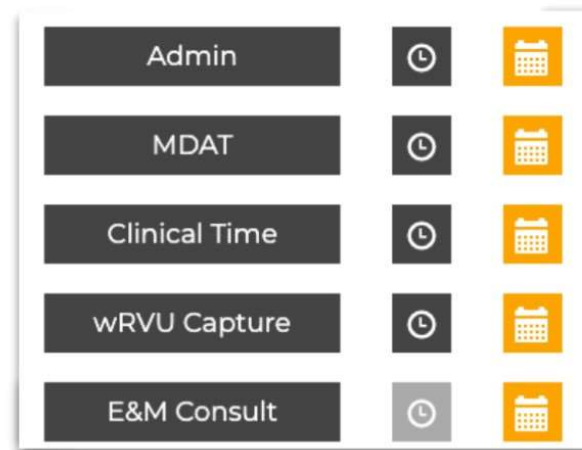 Admin
MDAT
Clinical Time
wRVU Capture
E&M Consult